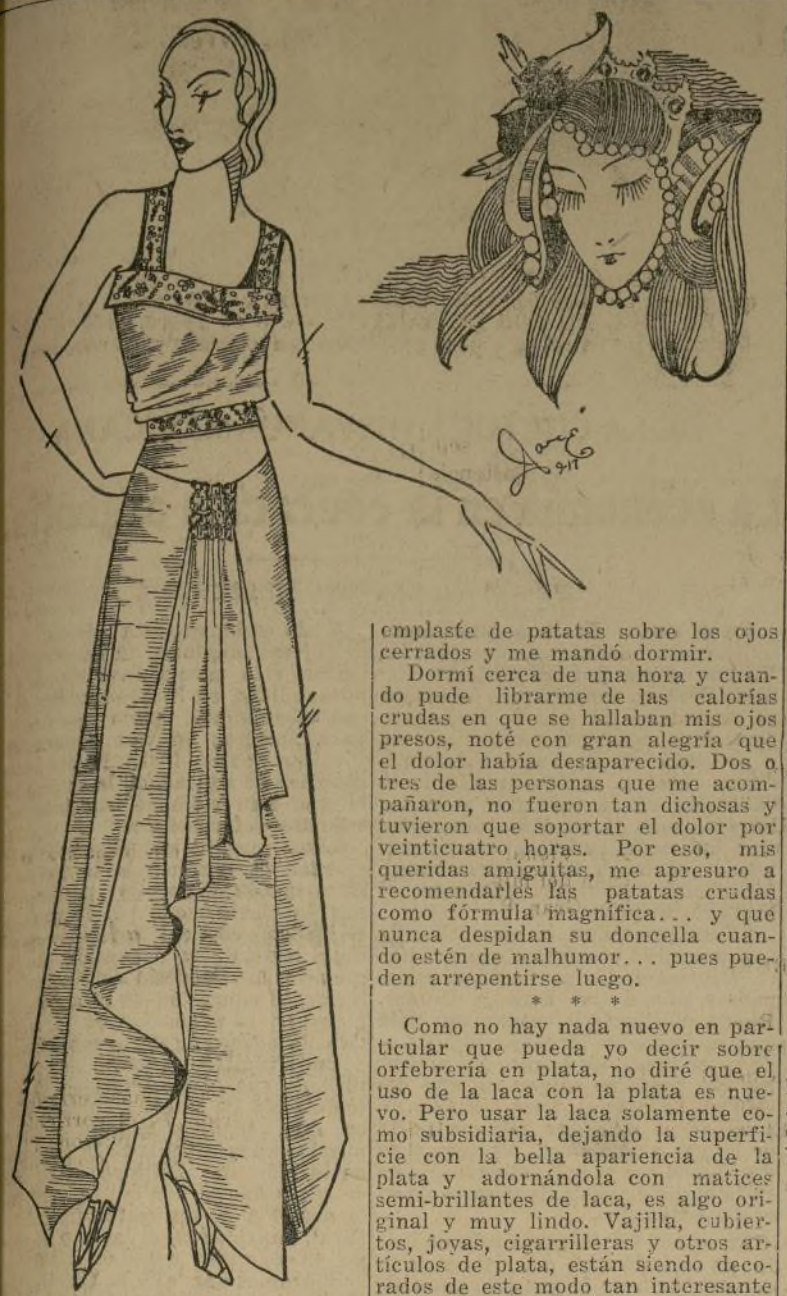 emplaste de patatas sobre los ojos
cerrados y me mandó dormir.
Dormí cerca de una hora y cuan-
do pude librarme de las calorías
crudas en que se hallaban mis ojos
presos, noté con gran alegría que
el dolor había desaparecido. Dos o
tres de las personas que me acom-
pañaron, no fueron tan dichosas y
tuvieron que soportar el dolor por
veinticuatro horas. Por eso, mis
queridas amiguitas, me apresuro a
recomendarles las patatas crudas
como fórmula magnífica... y que
nunca despidan su doncella cuan-
do estén de malhumor... pues pue-
den arrepentirse luego.
* * *
Como no hay nada nuevo en par-
ticular que pueda yo decir sobre
orfebrería en plata, no diré que el
uso de la laca con la plata es nue-
vo. Pero usar la laca solamente co-
mo subsidiaria, dejando la superfi-
cie con la bella apariencia de la
plata y adornándola con matices
semi-brillantes de laca, es algo ori-
ginal y muy lindo. Vajilla, cubier-
tos, joyas, cigarrilleras y otros ar-
tículos de plata, están siendo deco-
rados de este modo tan interesante